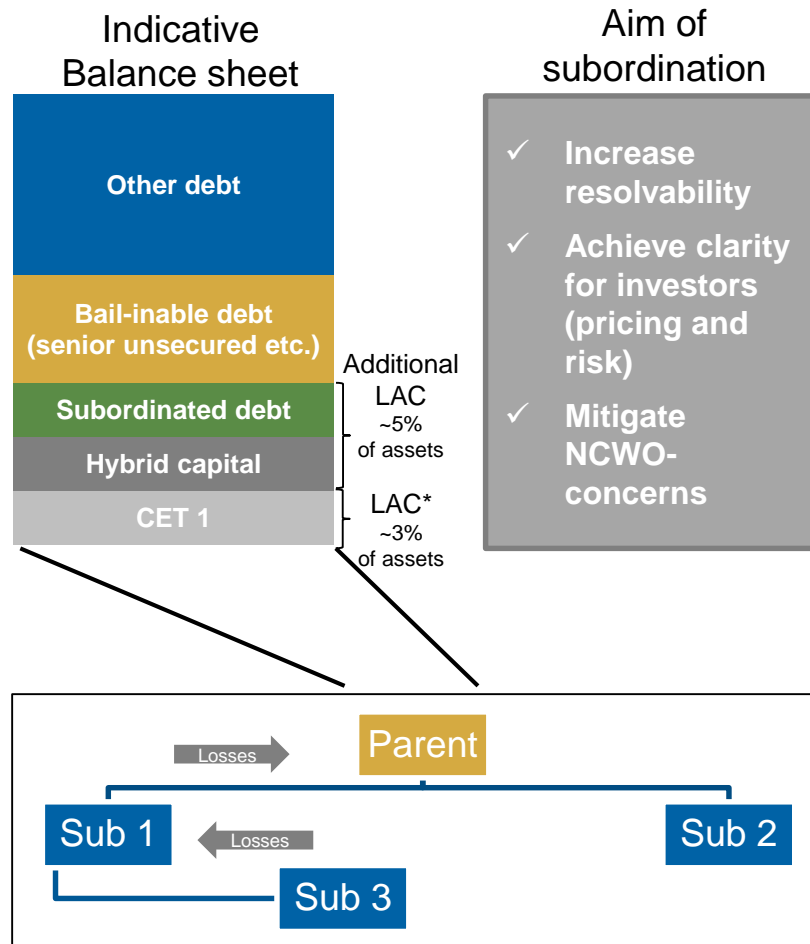 Indicative
Balance sheet
Other debt
Bail-inable debt
(senior unsecured etc.)
Subordinated debt
Hybrid capital
CET 1
Additional
LAC
~5%
of assets
LAC*
~3%
of assets
Aim of
subordination
✓ Increase
resolvability
✓ Achieve clarity
for investors
(pricing and
risk)
✓ Mitigate
NCWO-
concerns
Losses
Parent
Sub 1
Losses
Sub 2
Sub 3